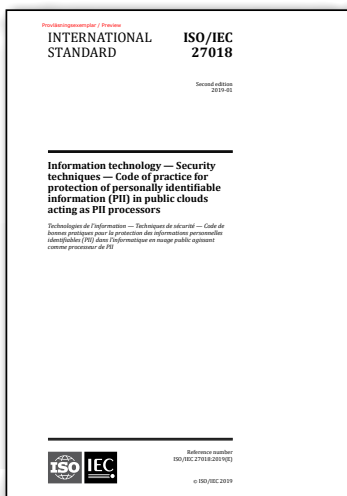 Provläsningsexemplar / Preview
INTERNATIONAL STANDARD
ISO/IEC 27018
Second edition
2019-01
Information technology — Security
techniques — Code of practice for
protection of personally identifiable
information (PII) in public clouds
acting as PII processors
Technologies de l'information — Techniques de sécurité — Code de
bonnes pratiques pour la protection des informations personnelles
identifiables (PII) dans l'informatique en nuage public agissant
comme processeur de PII
Reference number
ISO/IEC 27018:2019(E)
ISO IEC
© ISO/IEC 2019